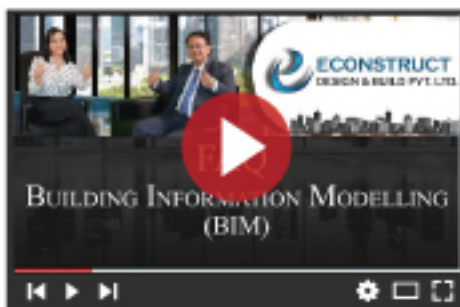 ECONSTRUCT
DESIGN & BUILD PVT. LTD.
FAQ
BUILDING INFORMATION MODELLING
(BIM)